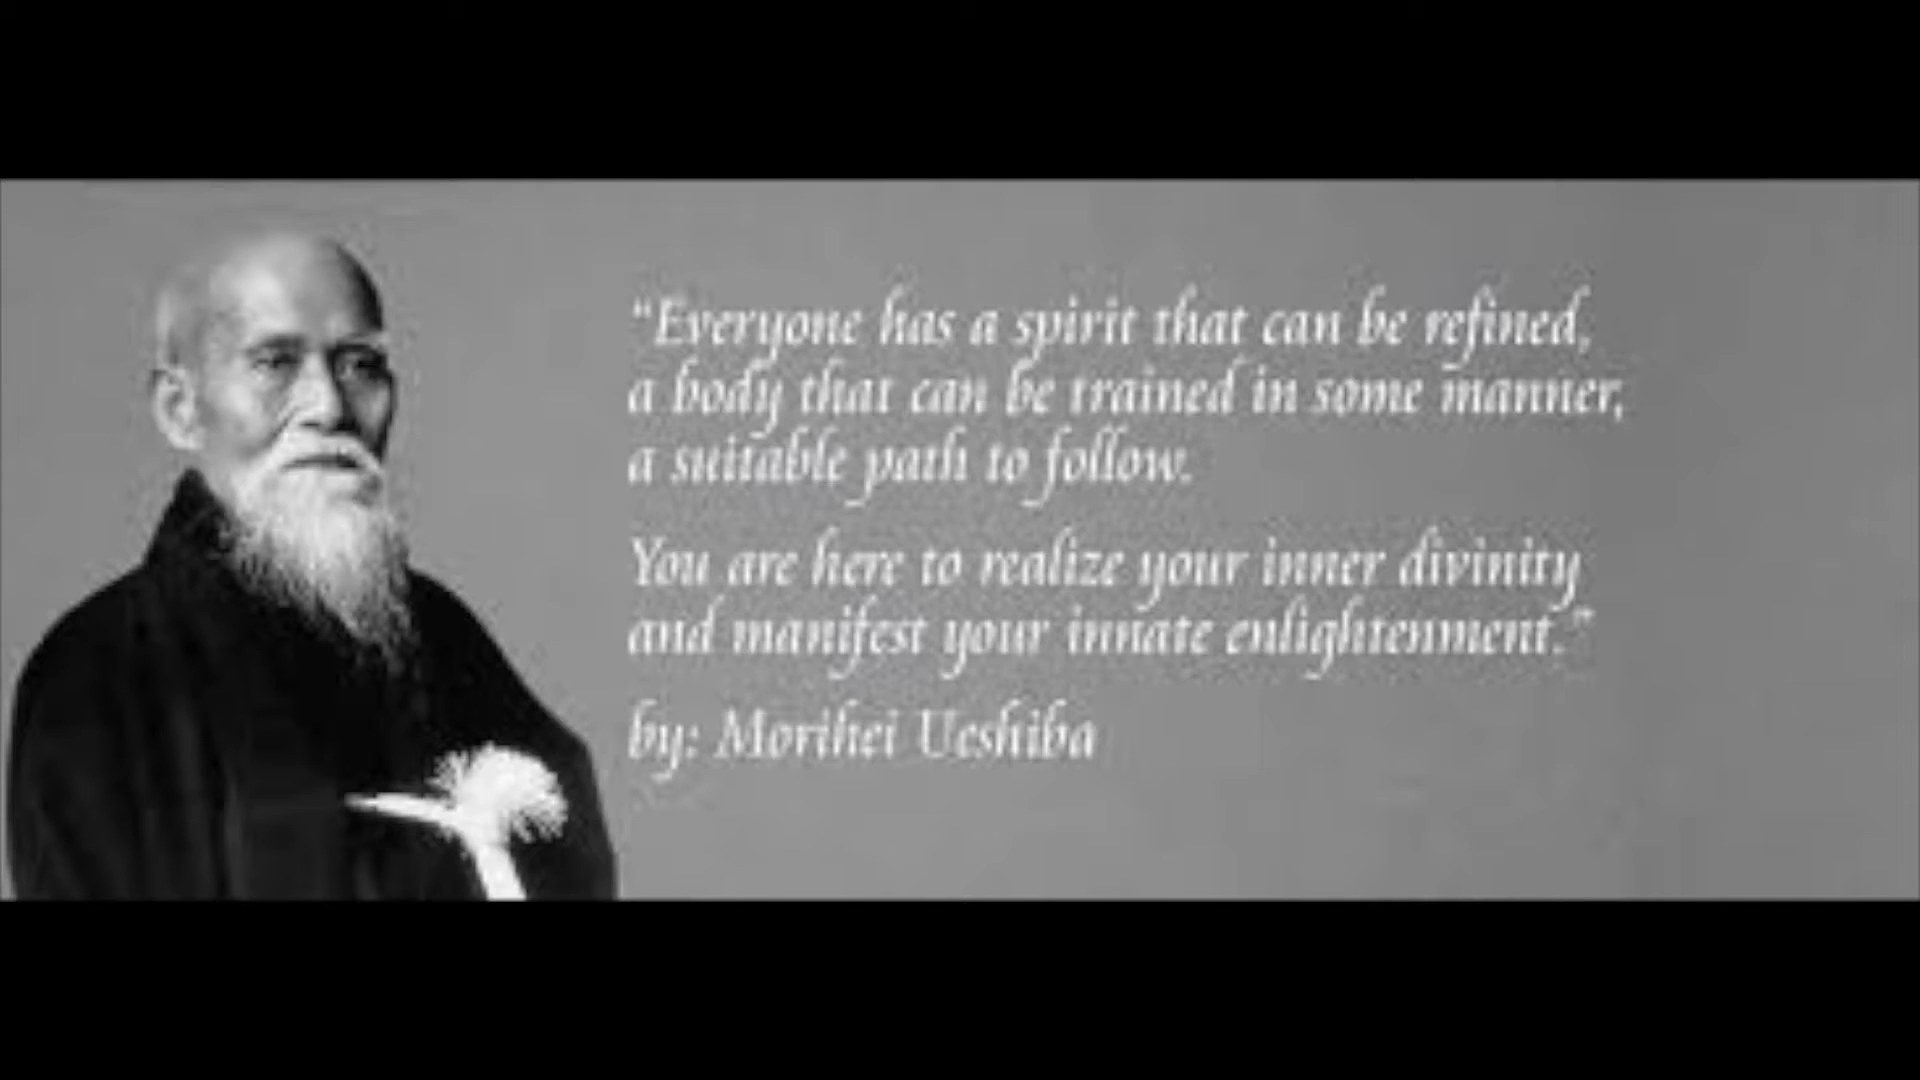 “Everyone has a spirit that can be refined,
a body that can be trained in some manner,
a suitable path to follow.
You are here to realize your inner divinity
and manifest your innate enlightenment.”
by: Morihei Ueshiba